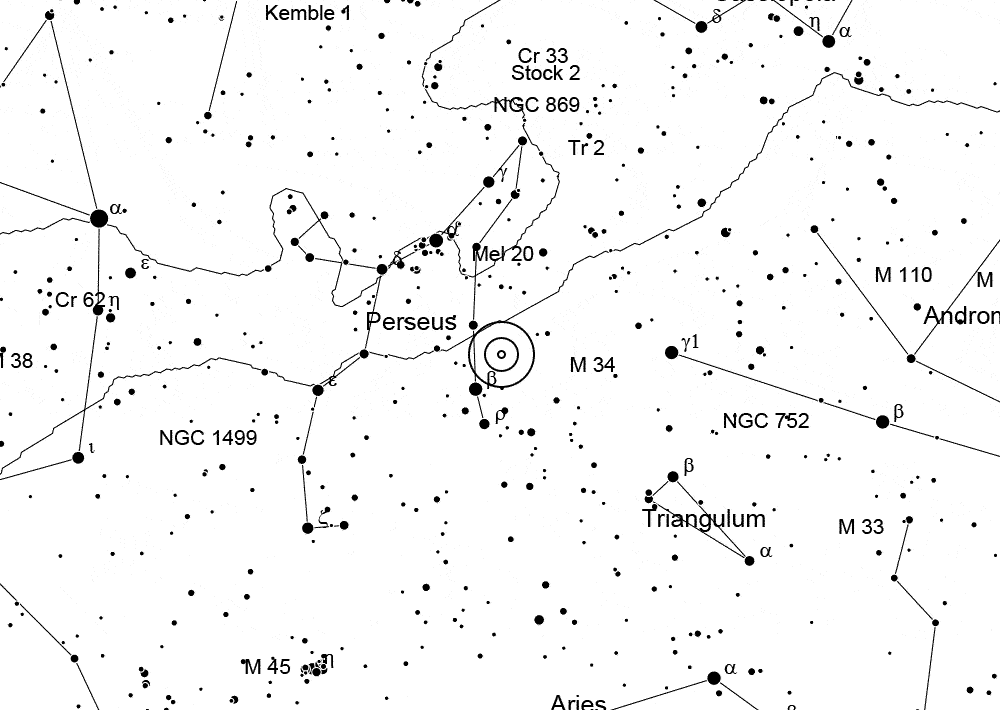 Kemble 1
δ
η
α
Cr 33
Stock 2
NGC 869
Tr 2
γ
α
α
δ
Mel 20
ε
M 110
M
Cr 62 η
Perseus
Androm
γ1
38
M 34
β
ε
β
ρ
NGC 752
NGC 1499
ι
β
ζ
Triangulum
M 33
α
M 45 η
α
Aries